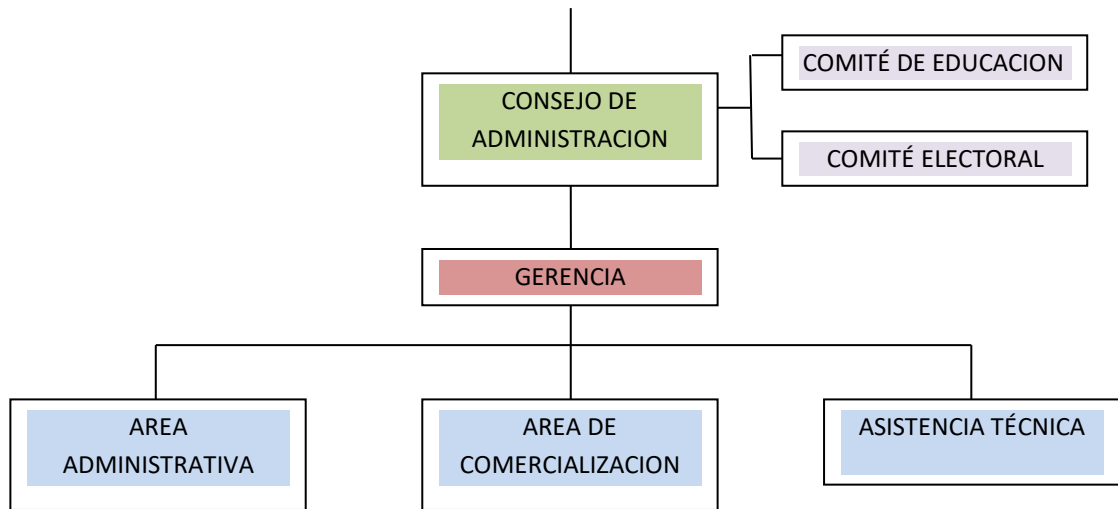 COMITÉ DE EDUCACION
CONSEJO DE
ADMINISTRACION
COMITÉ ELECTORAL
GERENCIA
AREA
ADMINISTRATIVA
AREA DE
COMERCIALIZACION
ASISTENCIA TÉCNICA